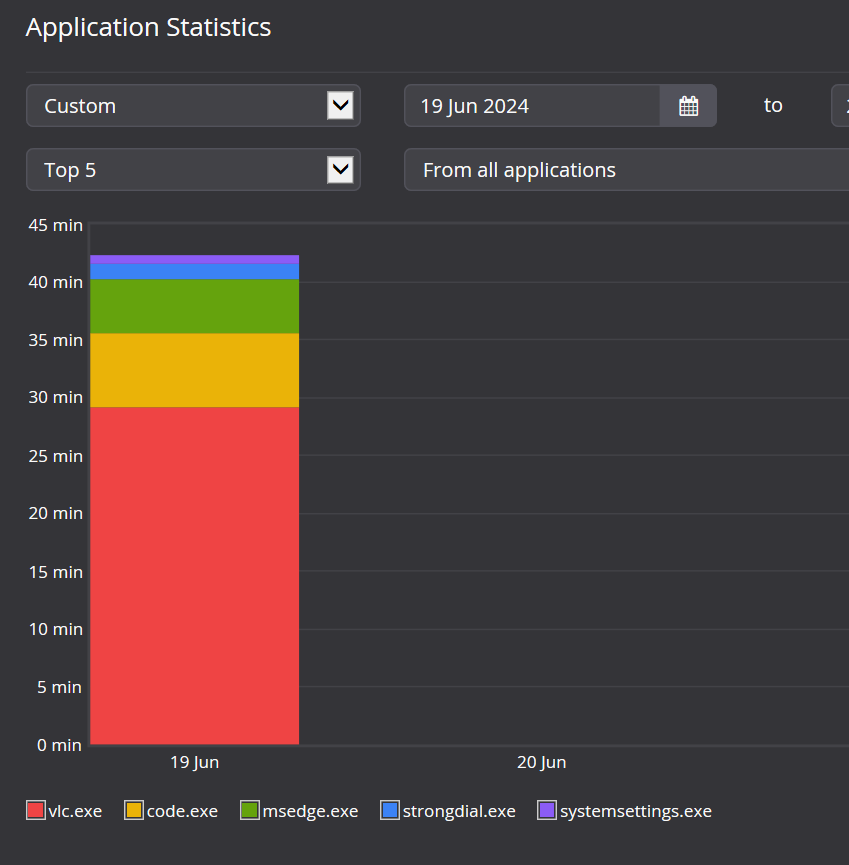 Application Statistics
Custom
19 Jun 2024
to
Top 5
From all applications
45 min
40 min
35 min
30 min
25 min
20 min
15 min
10 min
5 min
0 min
19 Jun
20 Jun
vlc.exe code.exe msedge.exe strongdial.exe systemsettings.exe